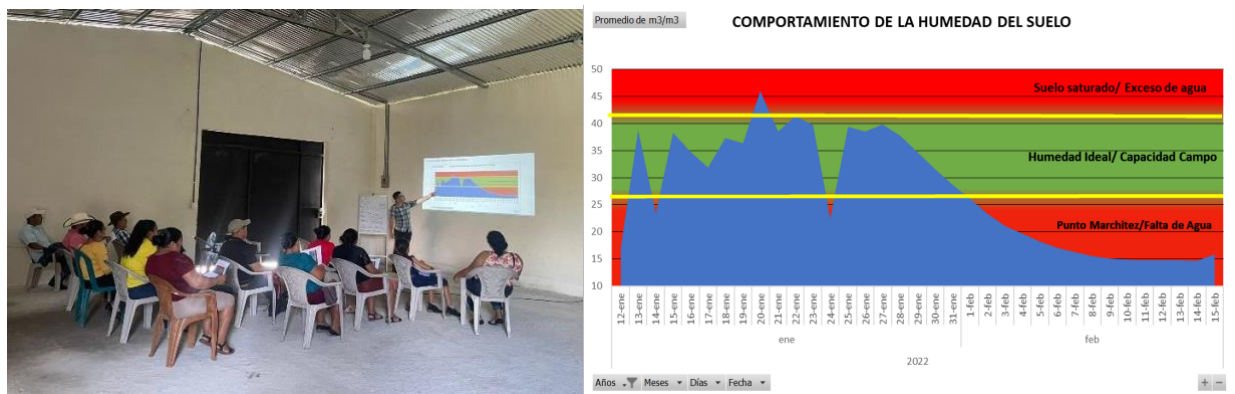 Promedio de m3/m3
COMPORTAMIENTO DE LA HUMEDAD DEL SUELO
50
45
40
35
30
25
20
15
10
Suelo saturado/ Exceso de agua
Humedad Ideal/ Capacidad Campo
Punto Marchitez/Falta de Agua
12-ene
13-ene
14-ene
15-ene
16-ene
17-ene
18-ene
19-ene
20-ene
21-ene
22-ene
23-ene
24-ene
25-ene
26-ene
27-ene
28-ene
29-ene
30-ene
31-ene
1-feb
2-feb
3-feb
4-feb
5-feb
6-feb
7-feb
8-feb
9-feb
10-feb
11-feb
12-feb
13-feb
14-feb
15-feb
ene
feb
2022
Años
Meses
Días
Fecha
+ −